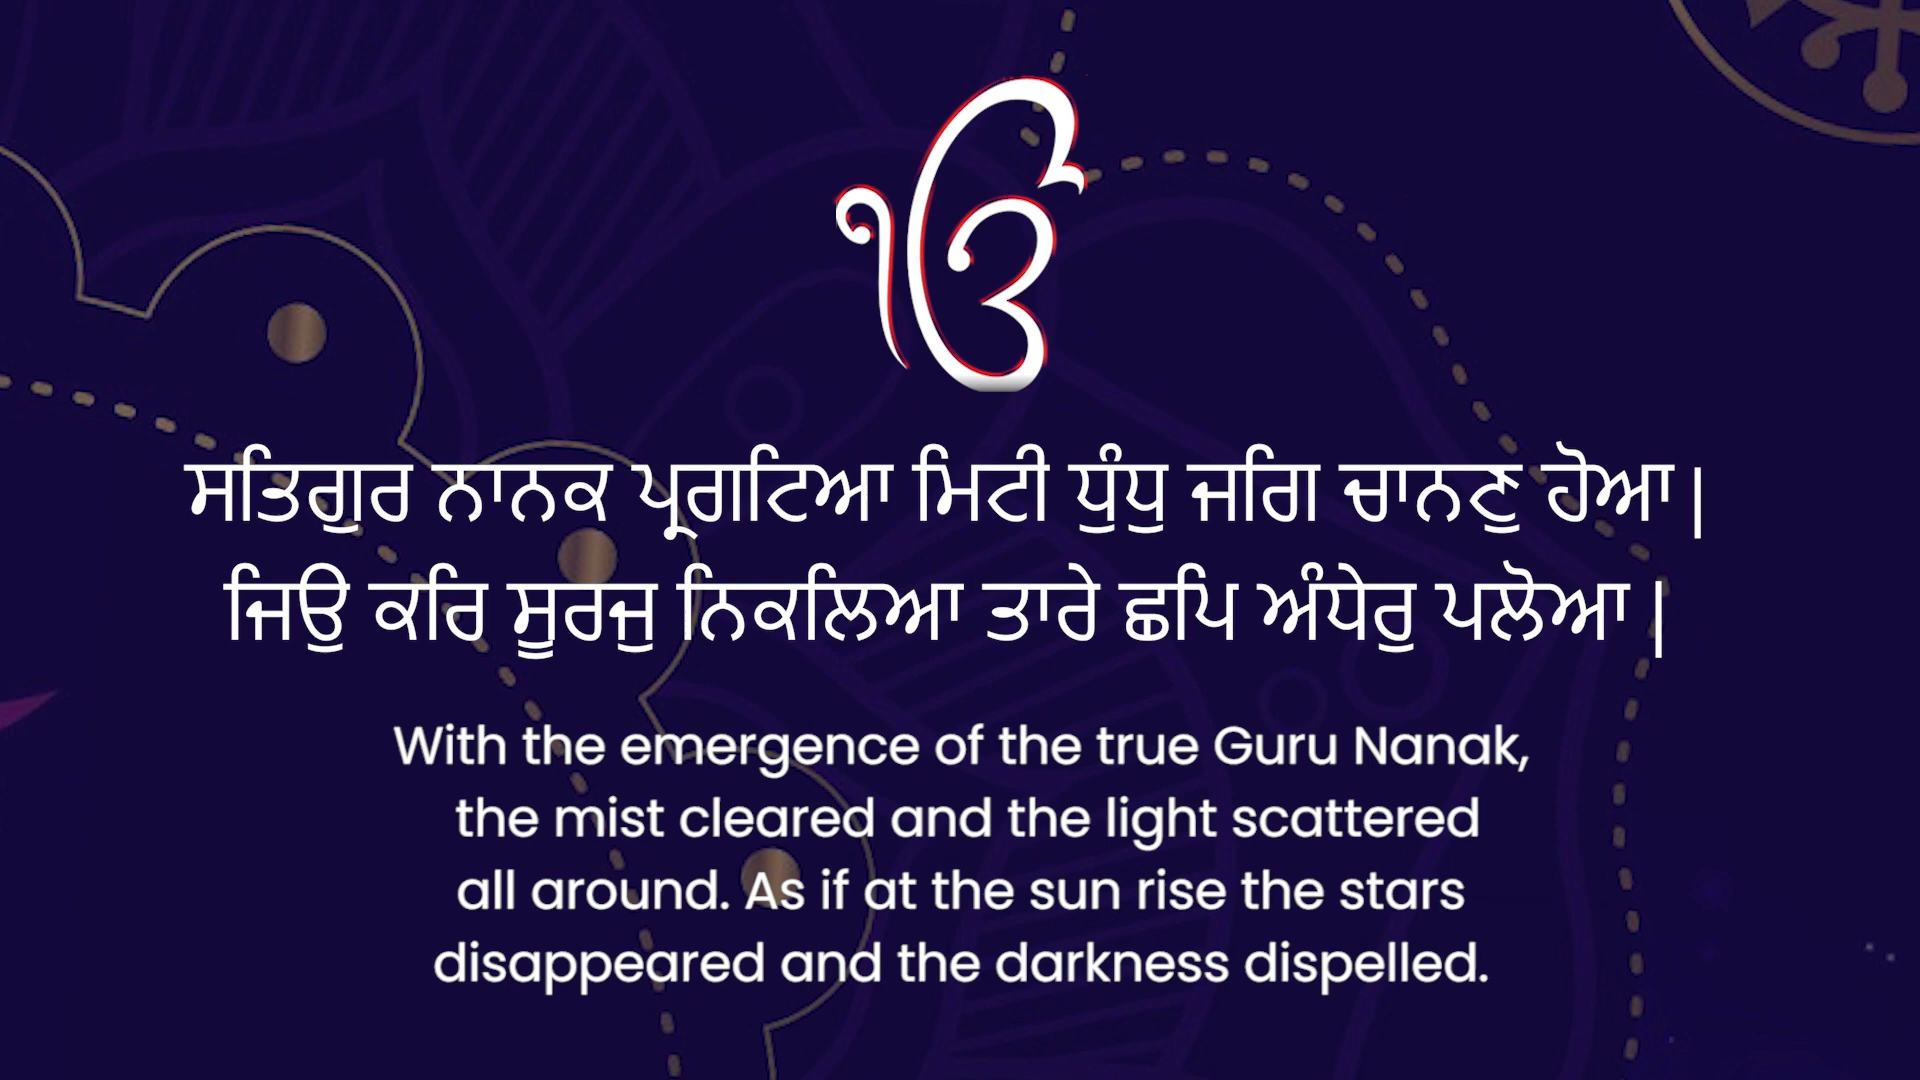 ੴ
ਸਤਿਗੁਰ ਨਾਨਕ ਪ੍ਰਗਟਿਆ ਮਿਟੀ ਧੁੰਧੁ ਜਗਿ ਚਾਨਣੁ ਹੋਆ|
ਜਿਉ ਕਰਿ ਸੂਰਜੁ ਨਿਕਲਿਆ ਤਾਰੇ ਛਪਿ ਅੰਧੇਰੁ ਪਲੋਆ|
With the emergence of the true Guru Nanak,
the mist cleared and the light scattered
all around. As if at the sun rise the stars
disappeared and the darkness dispelled.